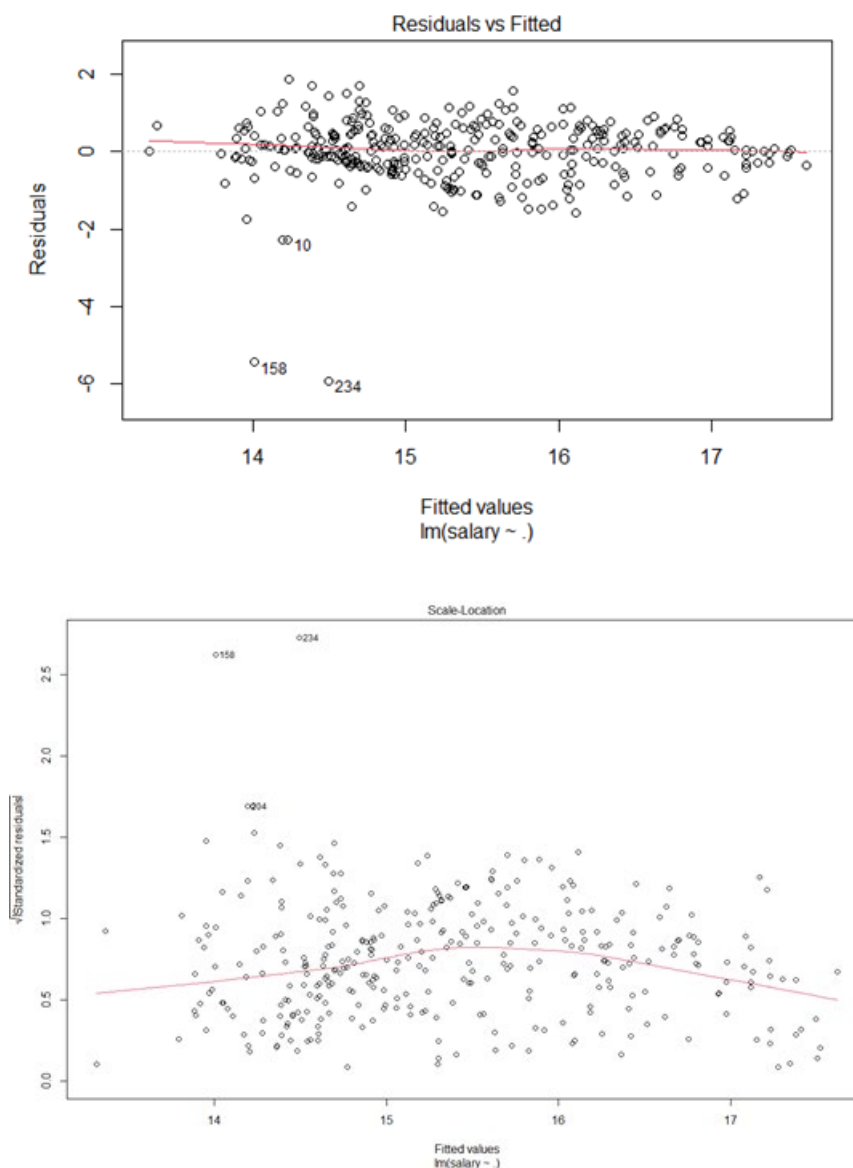 Residuals vs Fitted
Residuals
2
0
-2
-4
-6
10
158
234
14 15 16 17
Fitted values
lm(salary ~ .)
Scale-Location
√|Standardized residuals|
2.5
2.0
1.5
1.0
0.5
0.0
234
158
204
14 15 16 17
Fitted values
lm(salary ~ .)